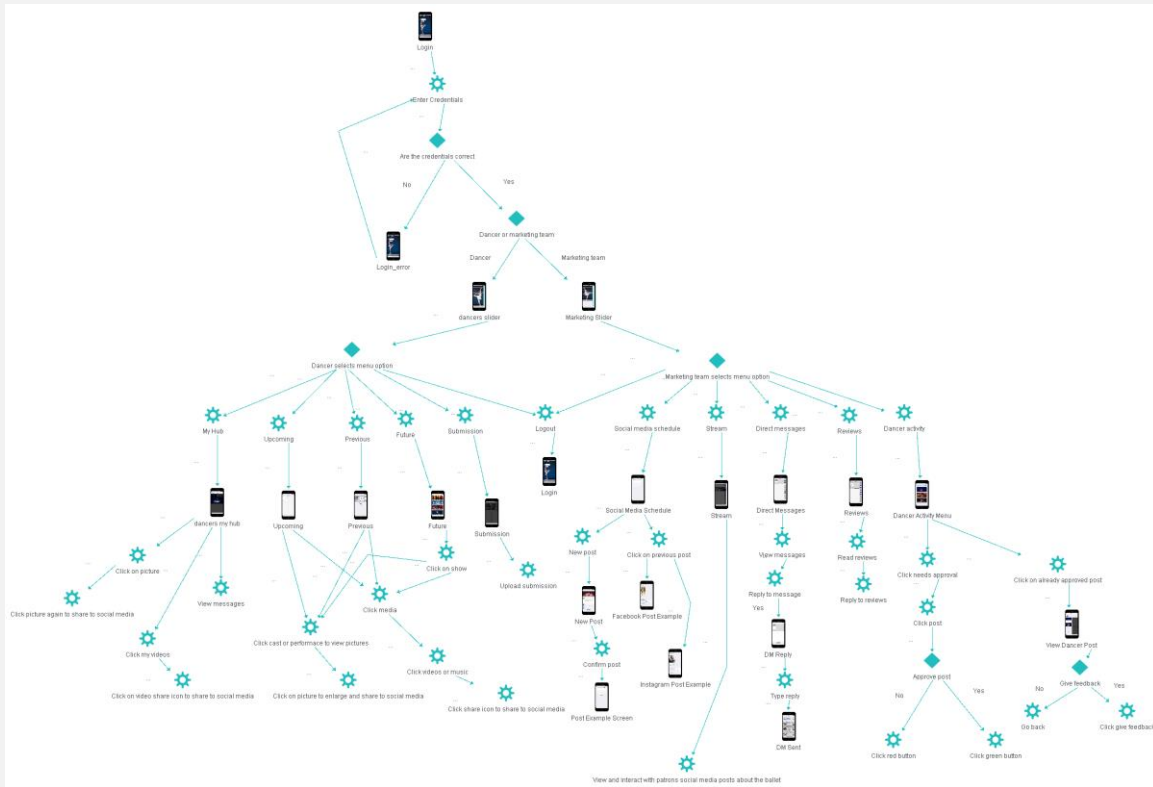 Login
Enter Credentials
Are the credentials correct
No
Yes
Dancer or marketing team
Login_error
Dancer
Marketing team
dancers slider
Marketing Slider
Dancer selects menu option
Marketing team selects menu option
My Hub
Upcoming
Previous
Future
Submission
Logout
Social media schedule
Stream
Direct messages
Reviews
Dancer activity
Login
dancers my hub
Upcoming
Previous
Future
Submission
Social Media Schedule
Stream
Direct Messages
Reviews
Dancer Activity Menu
Click on picture
View messages
Click on show
Upload submission
New post
Click on previous post
View messages
Read reviews
Click needs approval
Click on already approved post
Click picture again to share to social media
Click media
Reply to message
Reply to reviews
Yes
New Post
Facebook Post Example
Click post
Click my videos
Click cast or performace to view pictures
Click videos or music
Confirm post
DM Reply
View Dancer Post
Click on video share icon to share to social media
Click on picture to enlarge and share to social media
Click share icon to share to social media
Instagram Post Example
Type reply
Approve post
Give feedback
No
Yes
No
Yes
Post Example Screen
DM Sent
Go back
Click give feedback
Click red button
Click green button
View and interact with patrons social media posts about the ballet